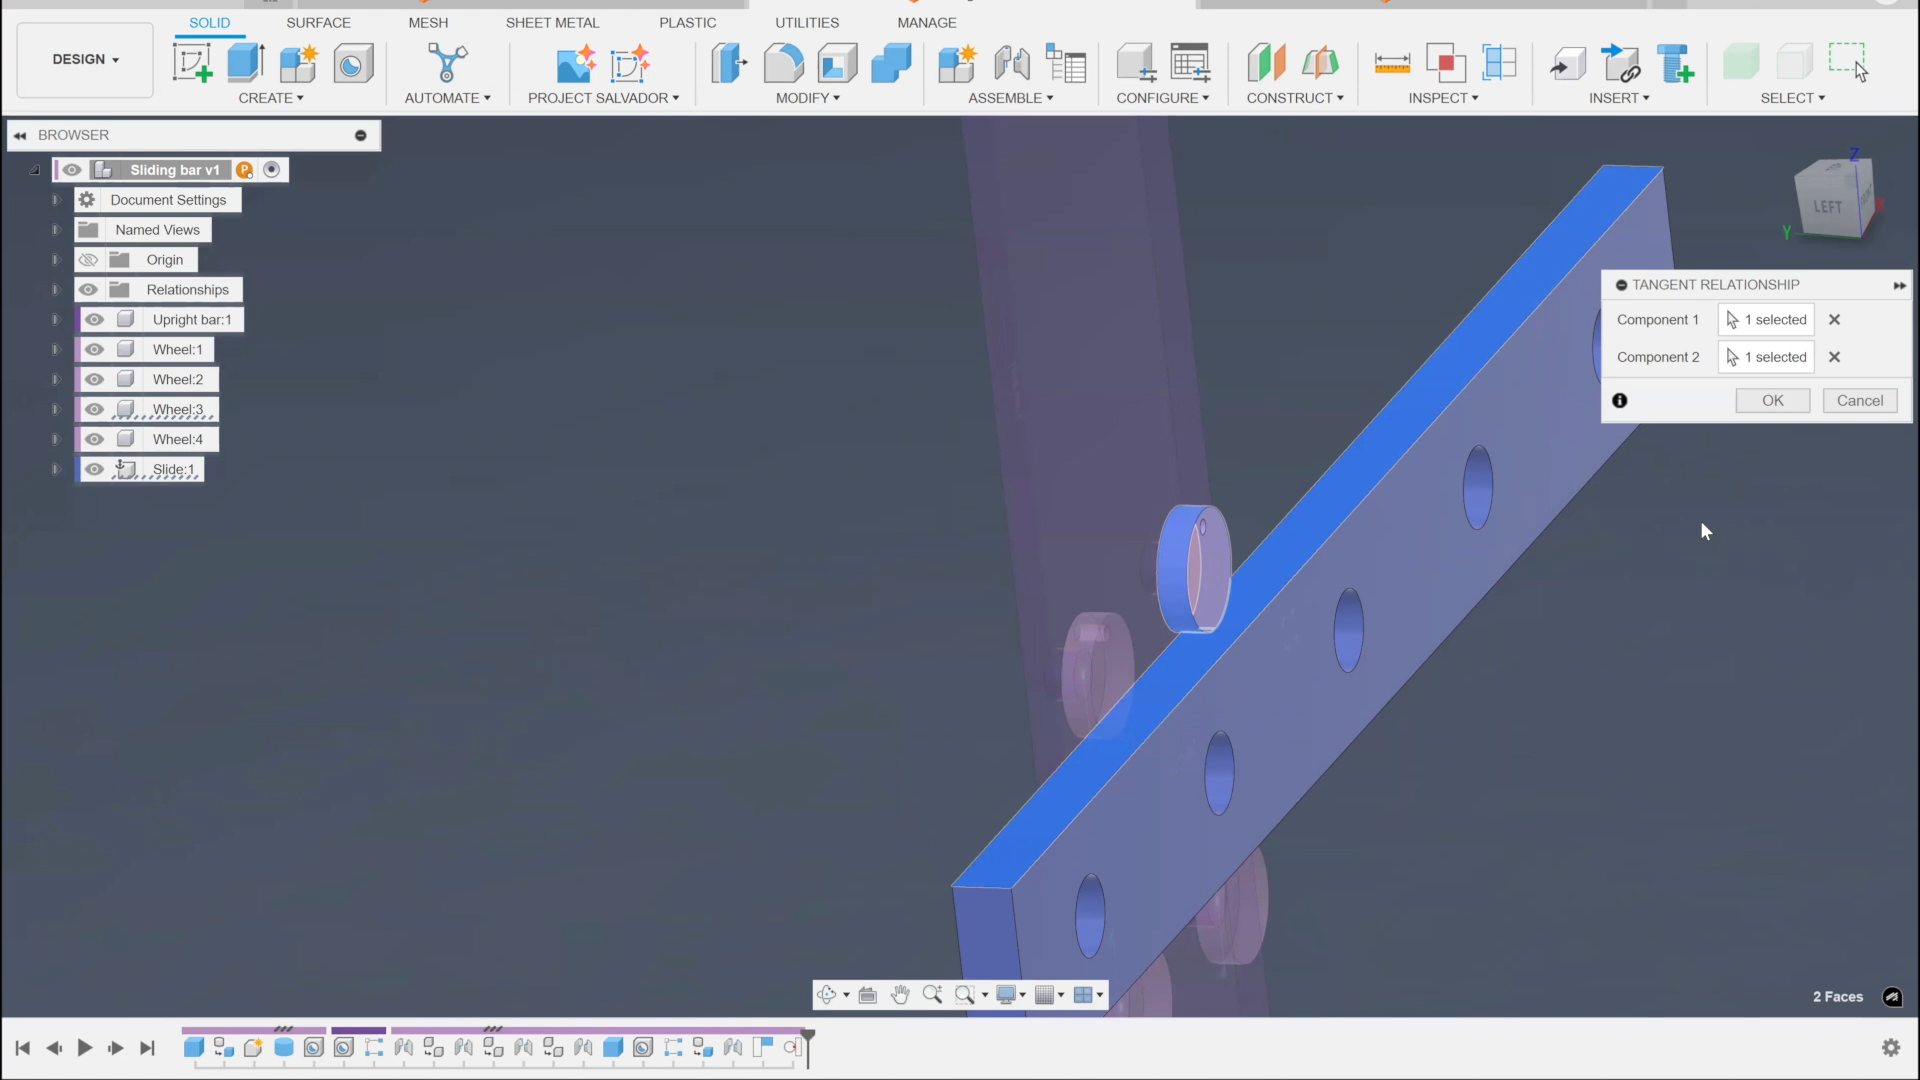 SOLID SURFACE MESH SHEET METAL PLASTIC UTILITIES MANAGE
DESIGN
CREATE AUTOMATE PROJECT SALVADOR MODIFY ASSEMBLE CONFIGURE CONSTRUCT INSPECT INSERT SELECT
BROWSER
Sliding bar v1 P
Document Settings
Named Views
Origin
Relationships
Upright bar:1
Wheel:1
Wheel:2
Wheel:3
Wheel:4
Slide:1
Z
LEFT
X
Y
TANGENT RELATIONSHIP
Component 1 1 selected
Component 2 1 selected
OK Cancel
2 Faces